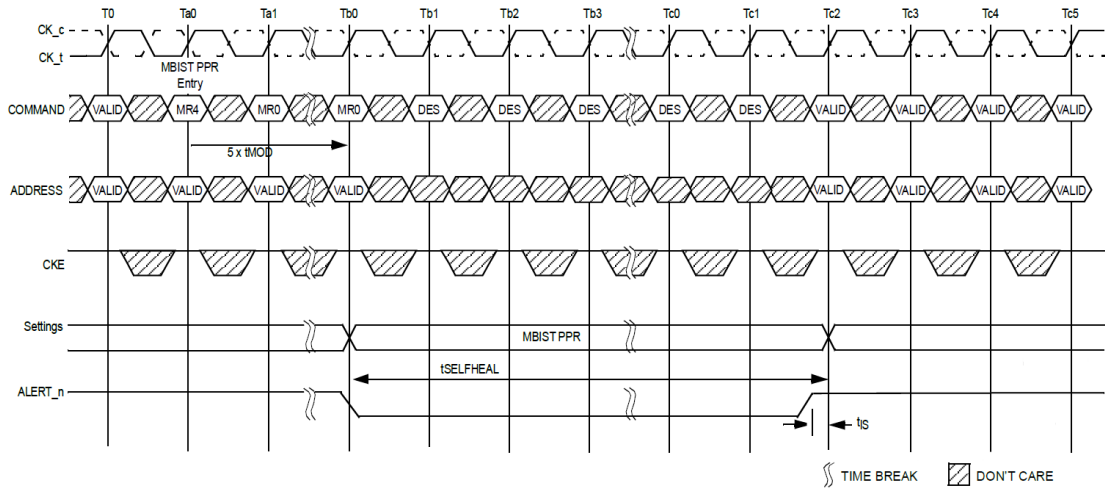 T0 Ta0 Ta1 Tb0 Tb1 Tb2 Tb3 Tc0 Tc1 Tc2 Tc3 Tc4 Tc5
CK_c
CK_t
MBIST PPR
Entry
COMMAND VALID MR4 MR0 MR0 DES DES DES DES DES VALID VALID VALID VALID
5 x tMOD
ADDRESS VALID VALID VALID VALID VALID VALID VALID VALID
CKE
Settings MBIST PPR
tSELFHEAL
ALERT_n
tIS
TIME BREAK DON'T CARE